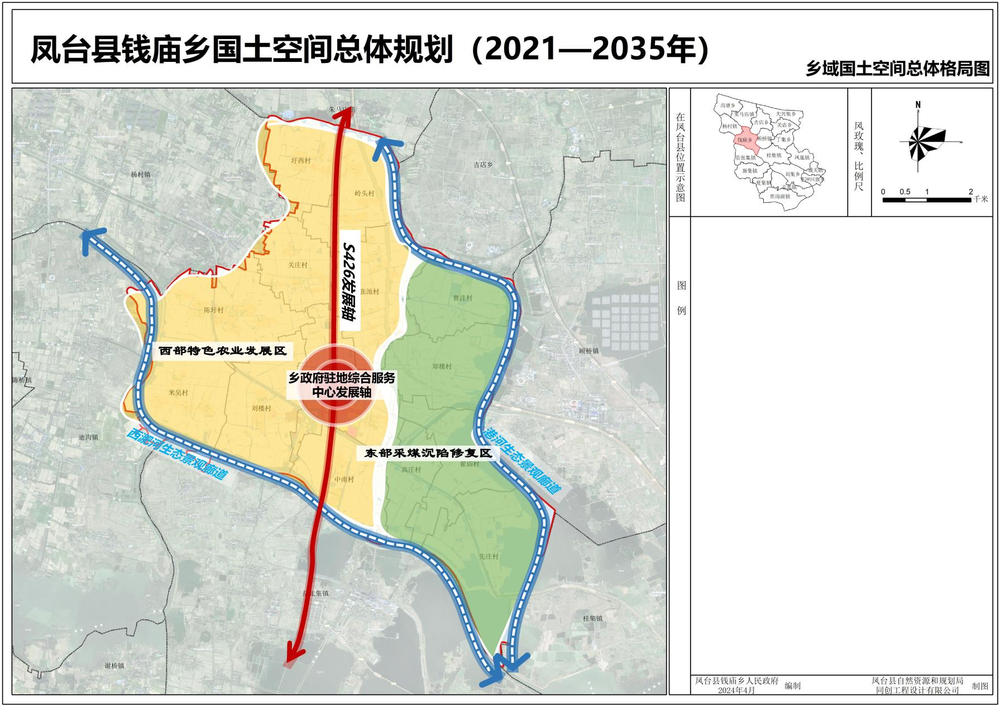 凤台县钱庙乡国土空间总体规划（2021—2035年）
乡域国土空间总体格局图
朱马店镇
杨村镇
古店乡
圩西村
岭头村
关庄村
S426发展轴
张池村
曹洼村
陈圩村
西部特色农业发展区
顾桥镇
郑楼村
陈桥镇
乡政府驻地综合服务
中心发展轴
米吴村
刘楼村
迪沟镇
西淝河生态景观廊道
港河生态景观廊道
东部采煤沉陷修复区
翟庙村
高庄村
中南村
先庄村
岳张集镇
桂集镇
谢桥镇
在凤台县位置示意图
尚塘乡
朱马店镇
大兴集乡
古店乡
关店乡
杨村镇
钱庙乡
顾桥镇
丁集乡
岳张集镇
桂集镇
凤凰镇
新集镇
城关镇
刘集乡
李冲回族乡
夏集镇
焦岗湖镇
风玫瑰、比例尺
N
0 0.5 1 2
千米
图例
凤台县钱庙乡人民政府
2024年4月
编制
凤台县自然资源和规划局
同创工程设计有限公司
制图